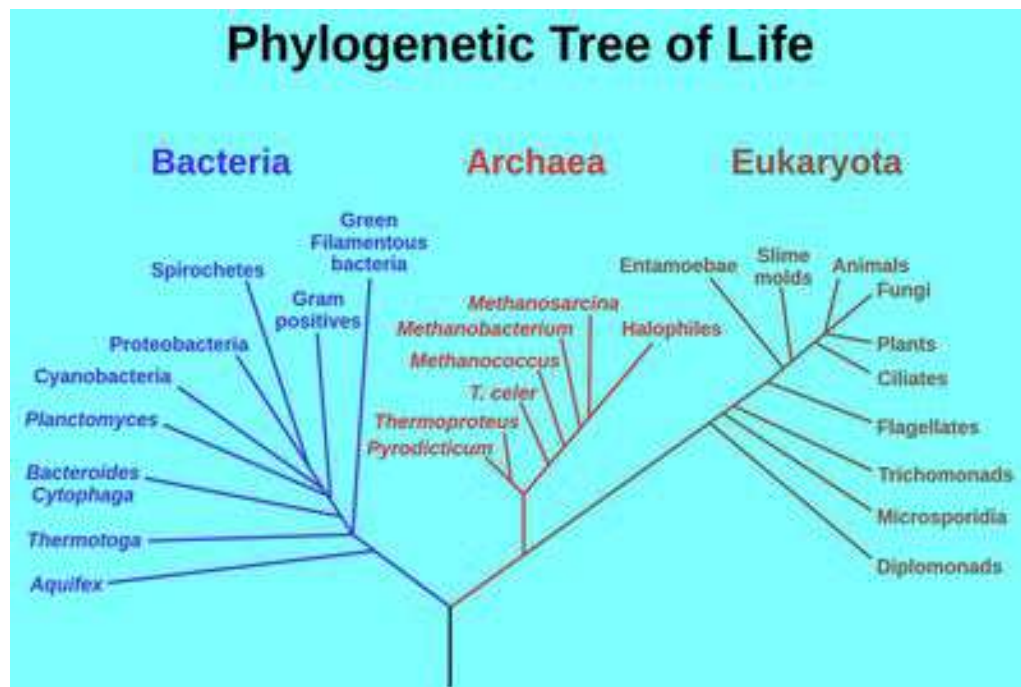 Phylogenetic Tree of Life
Bacteria
Archaea
Eukaryota
Green
Filamentous
bacteria
Spirochetes
Gram
positives
Proteobacteria
Cyanobacteria
Planctomyces
Bacteroides
Cytophaga
Thermotoga
Aquifex
Methanosarcina
Methanobacterium
Halophiles
Methanococcus
T. celer
Thermoproteus
Pyrodicticum
Entamoebae
Slime
molds
Animals
Fungi
Plants
Ciliates
Flagellates
Trichomonads
Microsporidia
Diplomonads